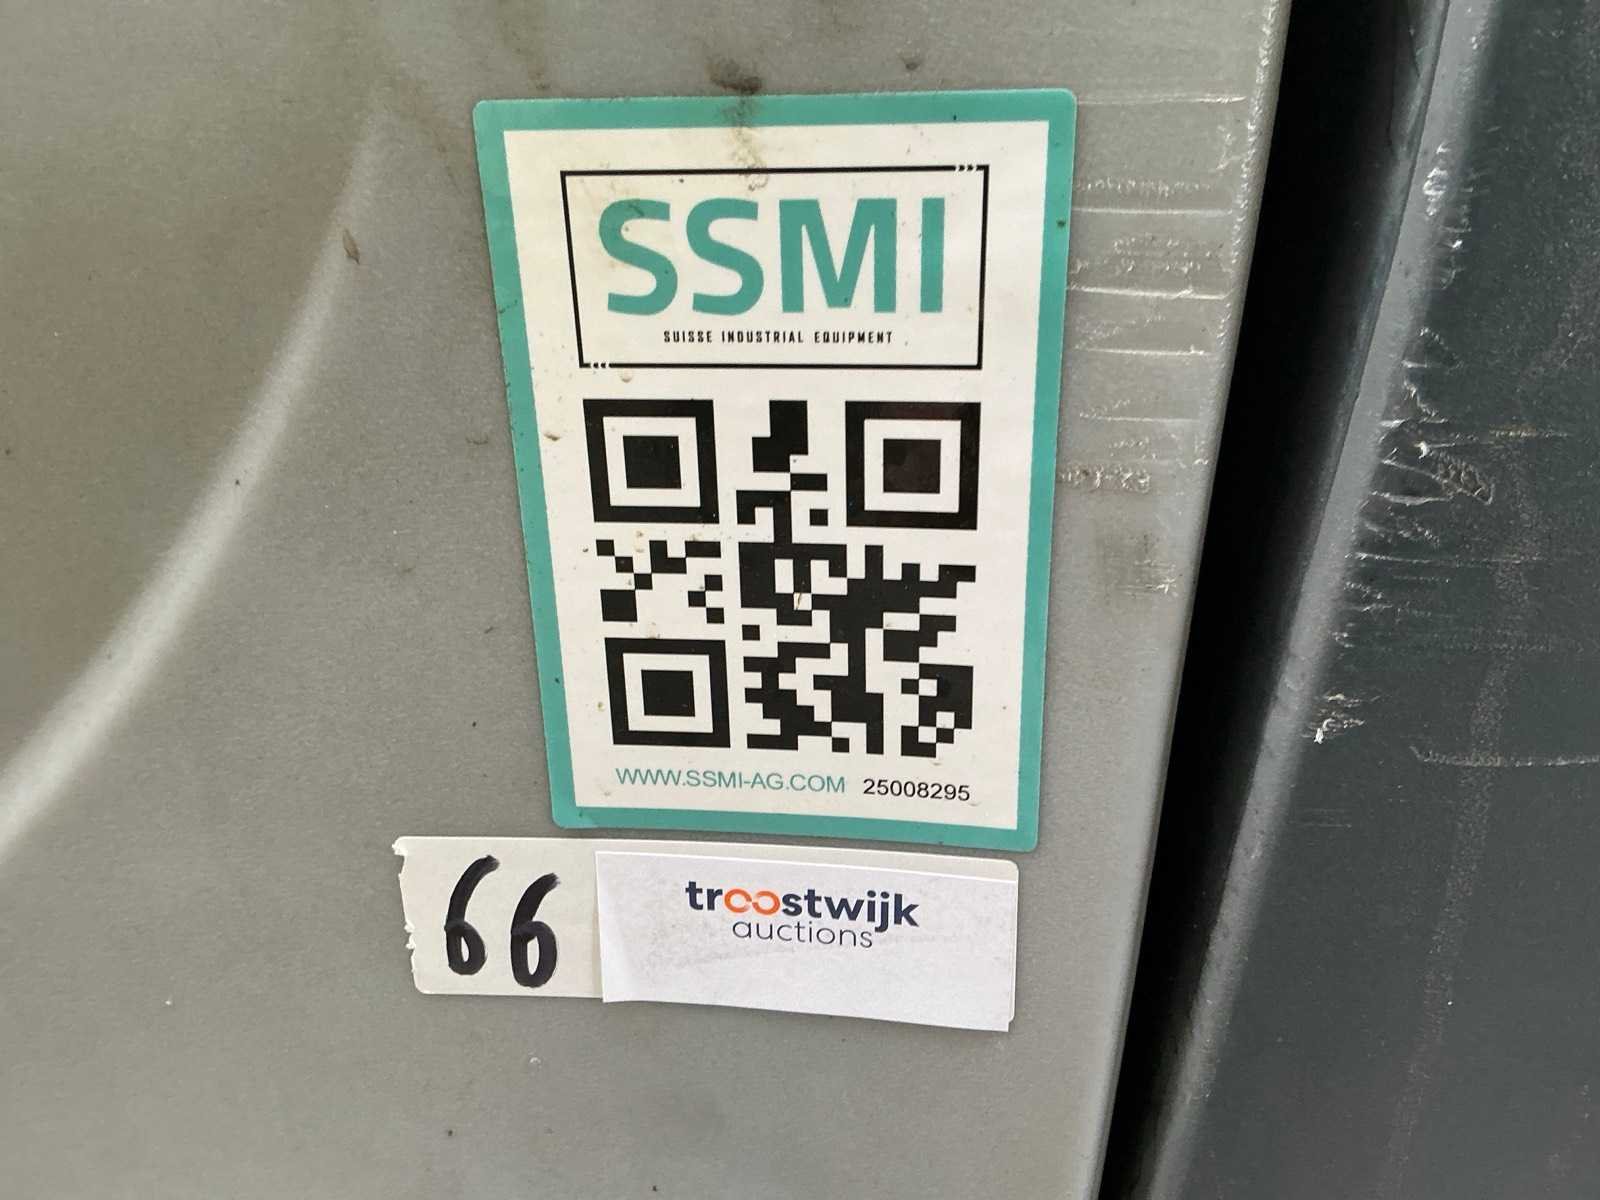 SSMI
SUISSE INDUSTRIAL EQUIPMENT
WWW.SSMI-AG.COM 25008295
66
troostwijk
auctions